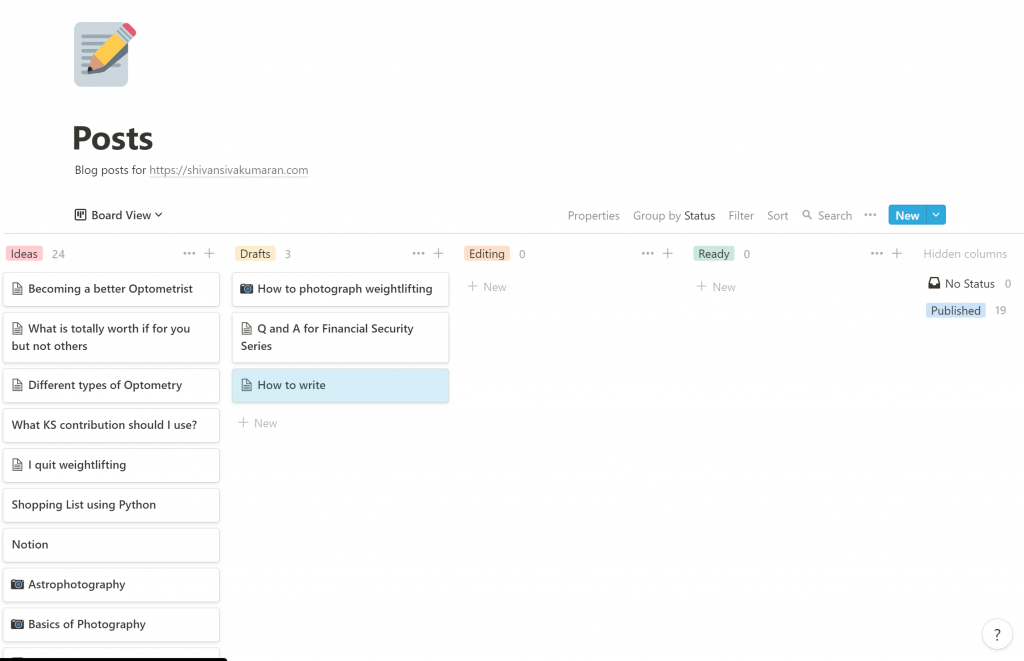 Posts
Blog posts for https://shivansivakumaran.com
Board View
Properties Group by Status Filter Sort Search New
Ideas 24
Becoming a better Optometrist
What is totally worth if for you
but not others
Different types of Optometry
What KS contribution should I use?
I quit weightlifting
Shopping List using Python
Notion
Astrophotography
Basics of Photography
Drafts 3
How to photograph weightlifting
Q and A for Financial Security
Series
How to write
New
Editing 0
New
Ready 0
New
Hidden columns
No Status 0
Published 19
?